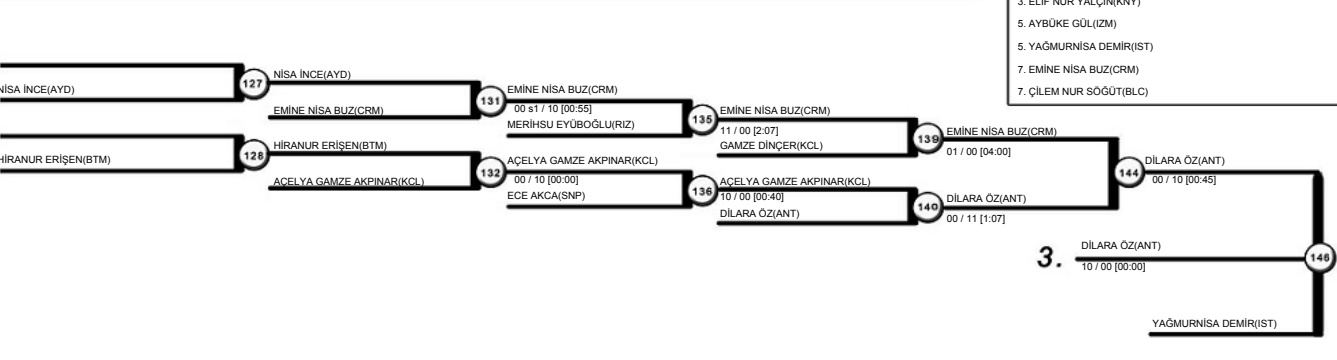 3. ELİF NUR YALÇIN(KNY)
5. AYBÜKE GÜL(IZM)
5. YAĞMURNİSA DEMİR(IST)
7. EMİNE NİSA BUZ(CRM)
7. ÇİLEM NUR SÖĞÜT(BLC)
NİSA İNCE(AYD)
127
NİSA İNCE(AYD)
EMİNE NİSA BUZ(CRM)
131
EMİNE NİSA BUZ(CRM)
00 s1 / 10 [00:55]
MERİHSU EYÜBOĞLU(RIZ)
135
EMİNE NİSA BUZ(CRM)
11 / 00 [2:07]
GAMZE DİNÇER(KCL)
139
EMİNE NİSA BUZ(CRM)
01 / 00 [04:00]
HİRANUR ERİŞEN(BTM)
128
HİRANUR ERİŞEN(BTM)
AÇELYA GAMZE AKPINAR(KCL)
132
AÇELYA GAMZE AKPINAR(KCL)
00 / 10 [00:00]
ECE AKCA(SNP)
136
AÇELYA GAMZE AKPINAR(KCL)
10 / 00 [00:40]
DİLARA ÖZ(ANT)
140
DİLARA ÖZ(ANT)
00 / 11 [1:07]
144
DİLARA ÖZ(ANT)
00 / 10 [00:45]
3.
DİLARA ÖZ(ANT)
10 / 00 [00:00]
146
YAĞMURNİSA DEMİR(IST)